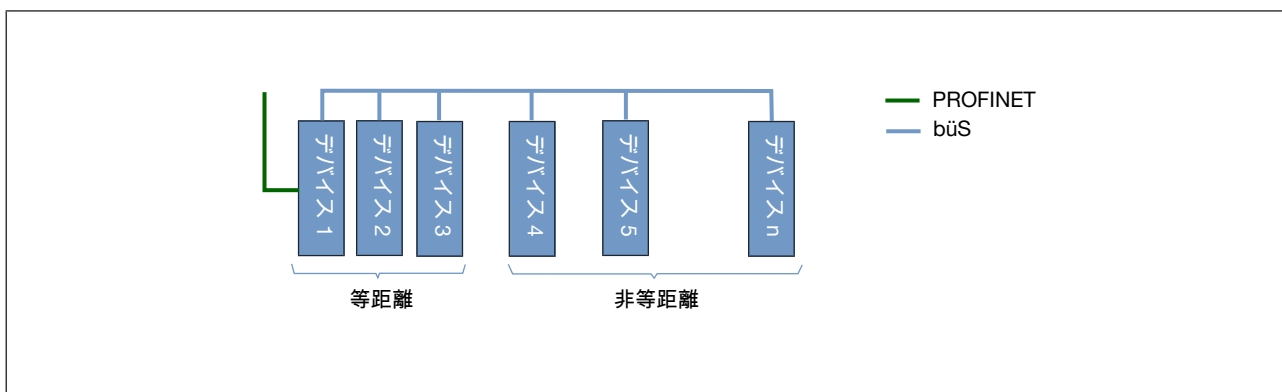 PROFINET
büS
デバイス 1
デバイス 2
デバイス 3
デバイス 4
デバイス 5
デバイス n
等距離
非等距離